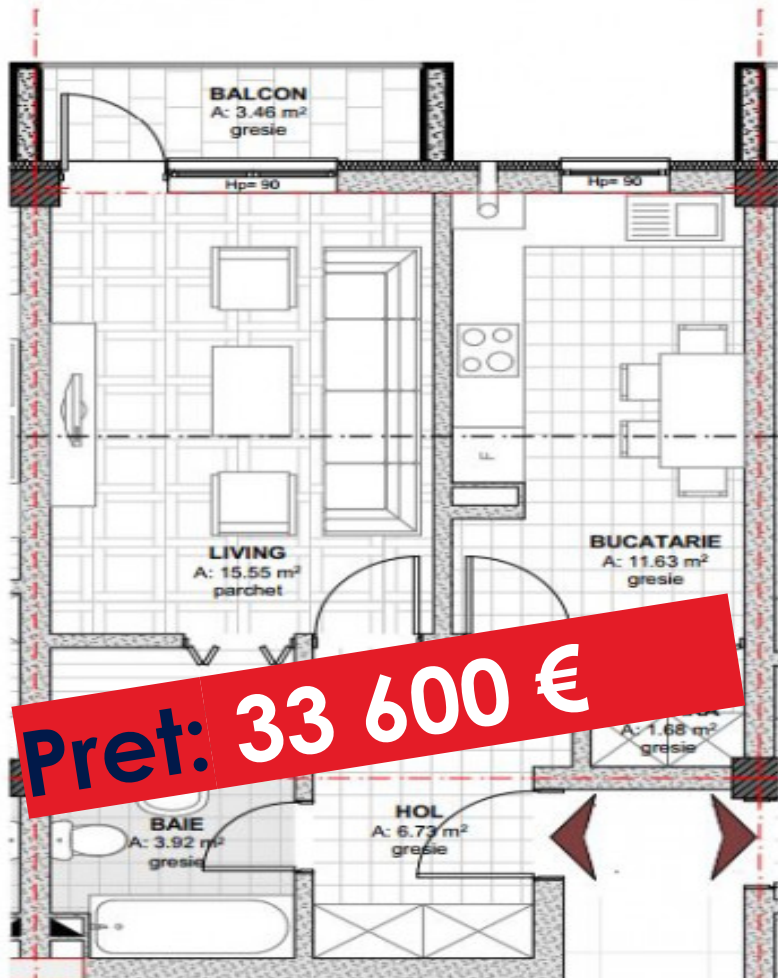 BALCON
A: 3.46 m²
gresie
Hp= 90
Hp= 90
F
LIVING
A: 15.55 m²
parchet
BUCATARIE
A: 11.63 m²
gresie
Pret: 33 600 €
A: 1.68 m²
gresie
BAIE
A: 3.92 m²
gresie
HOL
A: 6.73 m²
gresie